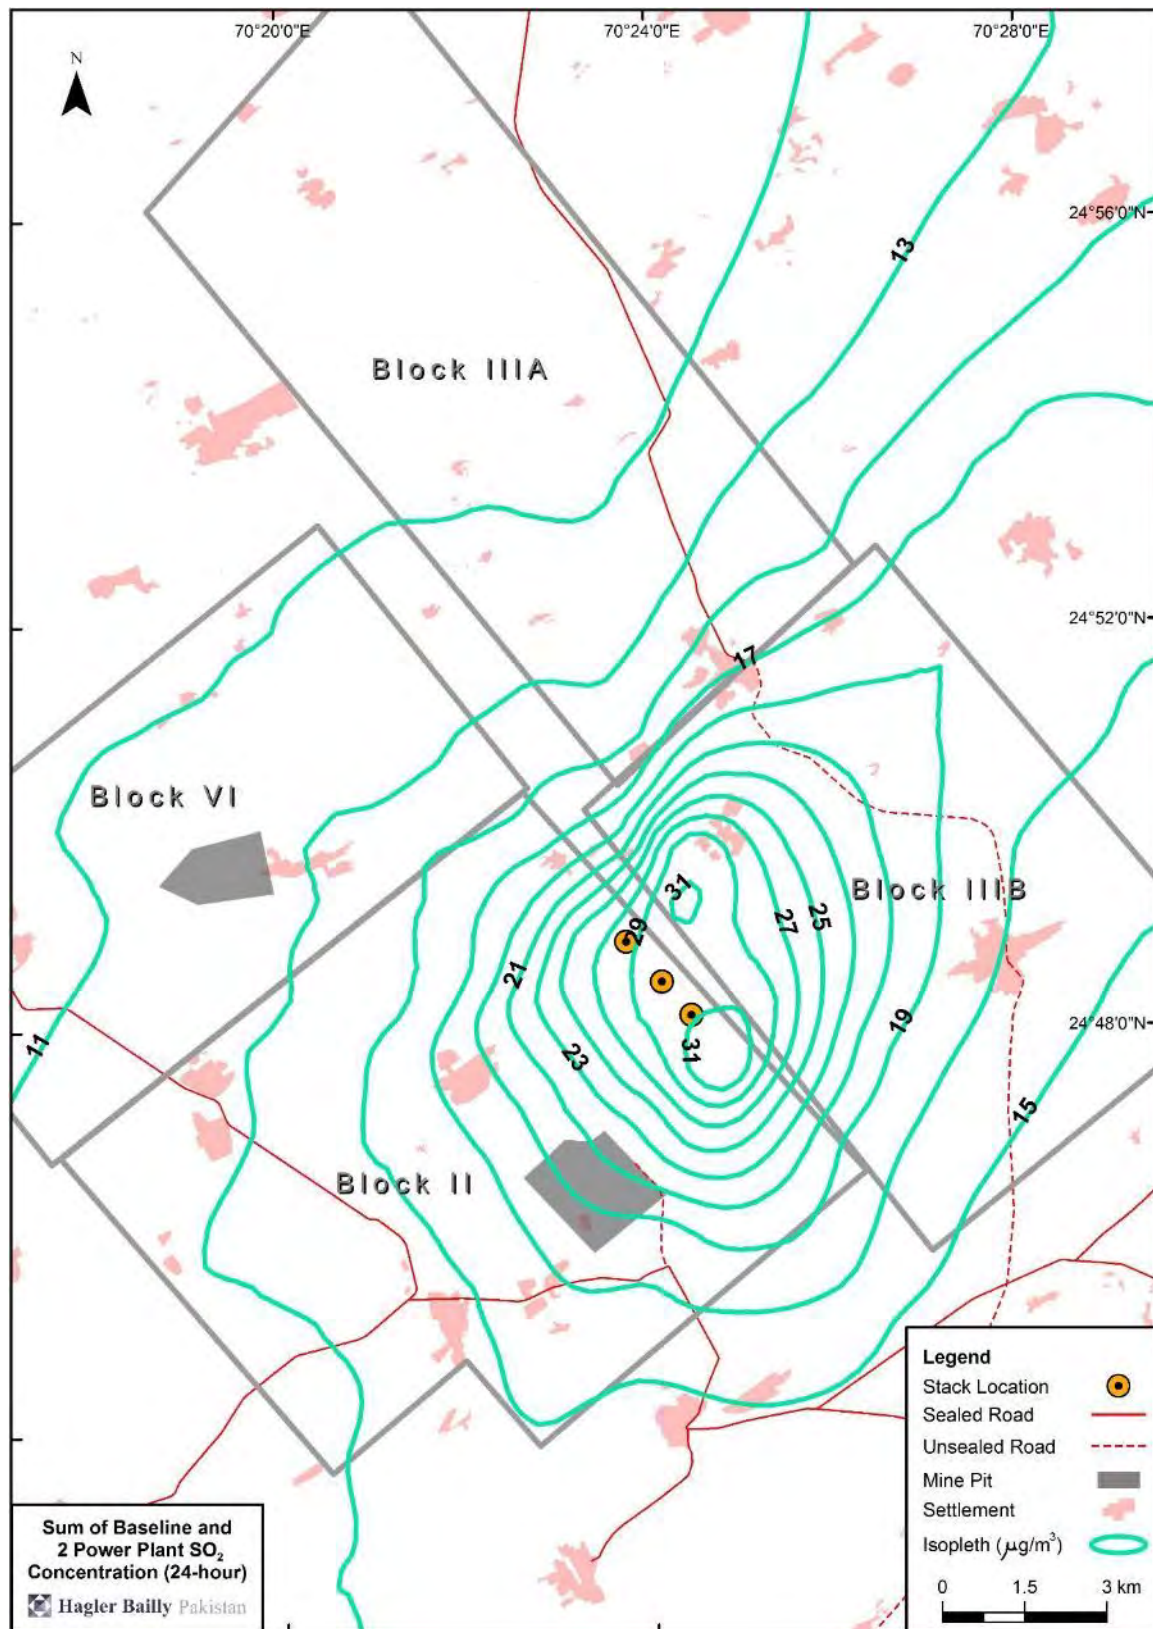 70°20'0"E
70°24'0"E
70°28'0"E
N
24°56'0"N
13
Block IIIA
24°52'0"N
17
Block VI
31
Block IIIB
29
27
25
21
19
24°48'0"N
11
23
31
15
Block II
Legend
Stack Location
Sealed Road
Unsealed Road
Mine Pit
Settlement
Isopleth (μg/m³)
0 1.5 3 km
Sum of Baseline and
2 Power Plant SO₂
Concentration (24-hour)
Hagler Bailly Pakistan